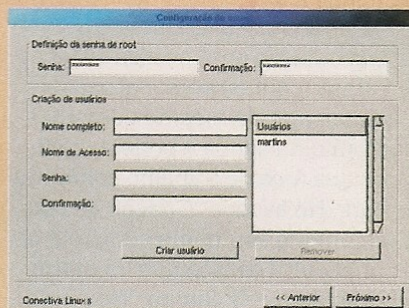 Configuração de
Definição da senha de root
Senha: ******** Confirmação: ********
Criação de usuários
Nome completo:
Nome de Acesso:
Senha:
Confirmação:
Usuários
martins
Criar usuário Remover
Conectiva Linux 8 << Anterior Próximo >>